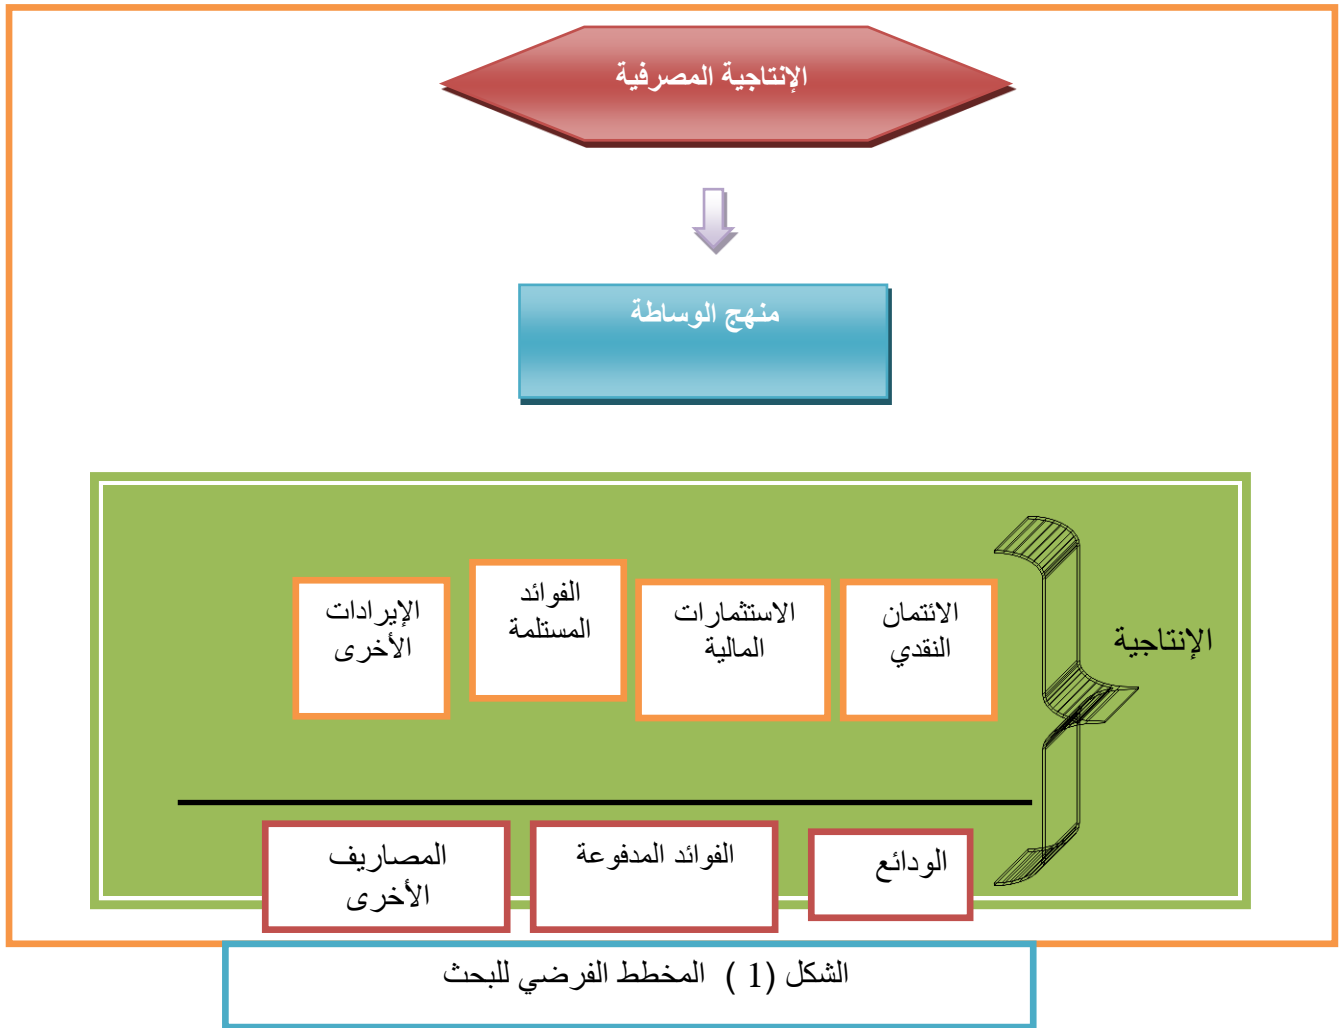 الإنتاجية المصرفية
منهج الوساطة
الإنتاجية
الائتمان
النقدي
الاستثمارات
المالية
الفوائد
المستلمة
الإيرادات
الأخرى
الودائع
الفوائد المدفوعة
المصاريف
الأخرى
الشكل (1 ) المخطط الفرضي للبحث